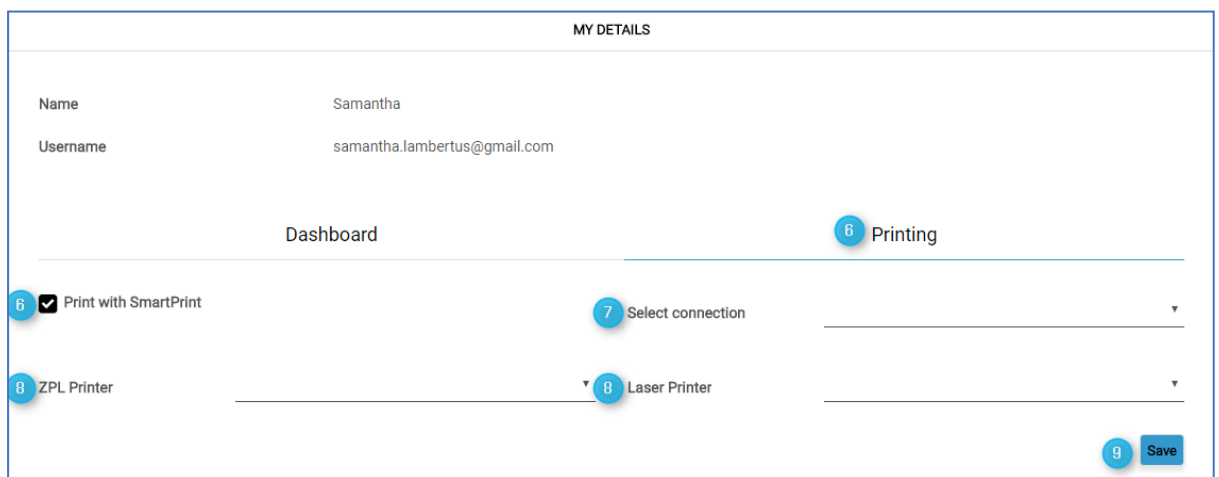 MY DETAILS
Name Samantha
Username samantha.lambertus@gmail.com
Dashboard 6 Printing
6 Print with SmartPrint
7 Select connection
8 ZPL Printer 8 Laser Printer
9 Save